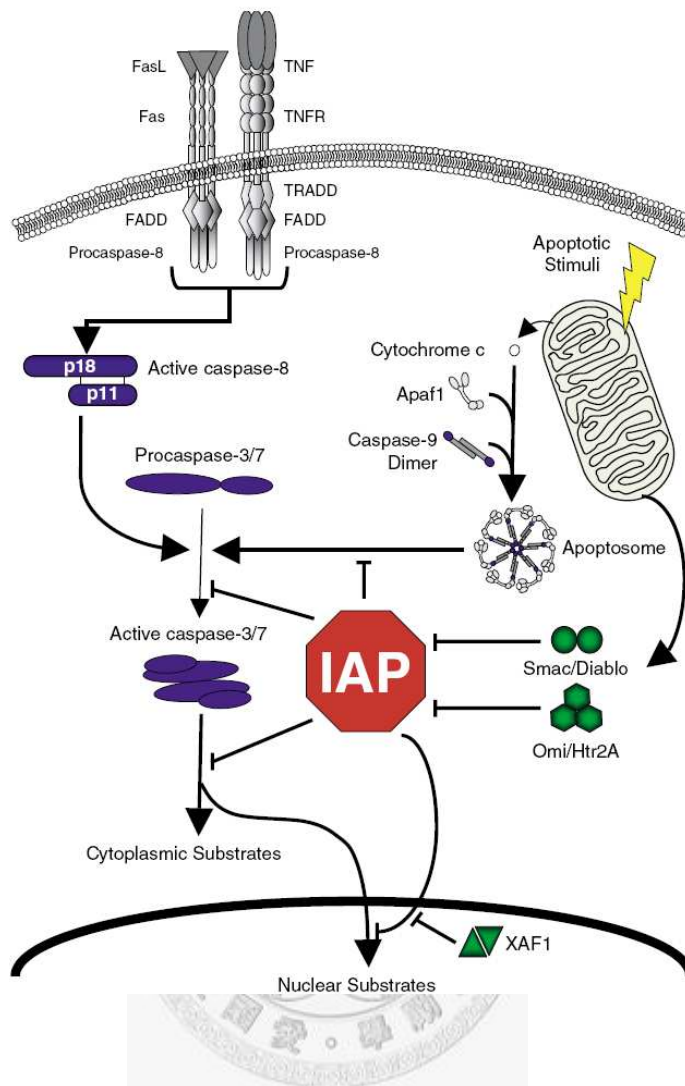 FasL
TNF
Fas
TNFR
TRADD
FADD
FADD
Procaspase-8
Procaspase-8
Apoptotic
Stimuli
p18
p11
Active caspase-8
Cytochrome c
Apaf1
Caspase-9
Dimer
Procaspase-3/7
Apoptosome
Active caspase-3/7
IAP
Smac/Diablo
Omi/Htr2A
Cytoplasmic Substrates
XAF1
Nuclear Substrates